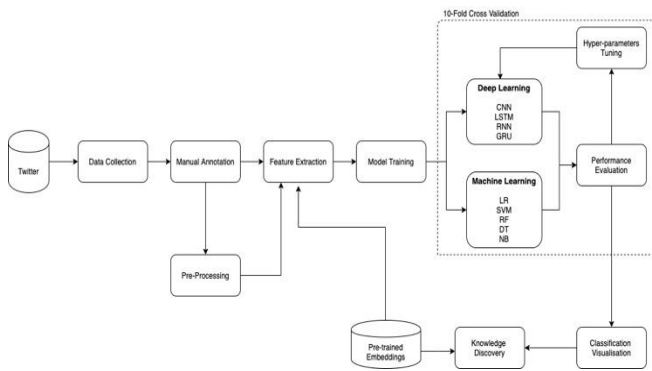 10-Fold Cross Validation
Hyper-parameters
Tuning
Deep Learning
CNN
LSTM
RNN
GRU
Twitter
Data Collection
Manual Annotation
Feature Extraction
Model Training
Performance
Evaluation
Machine Learning
LR
SVM
RF
DT
NB
Pre-Processing
Pre-trained
Embeddings
Knowledge
Discovery
Classification
Visualisation